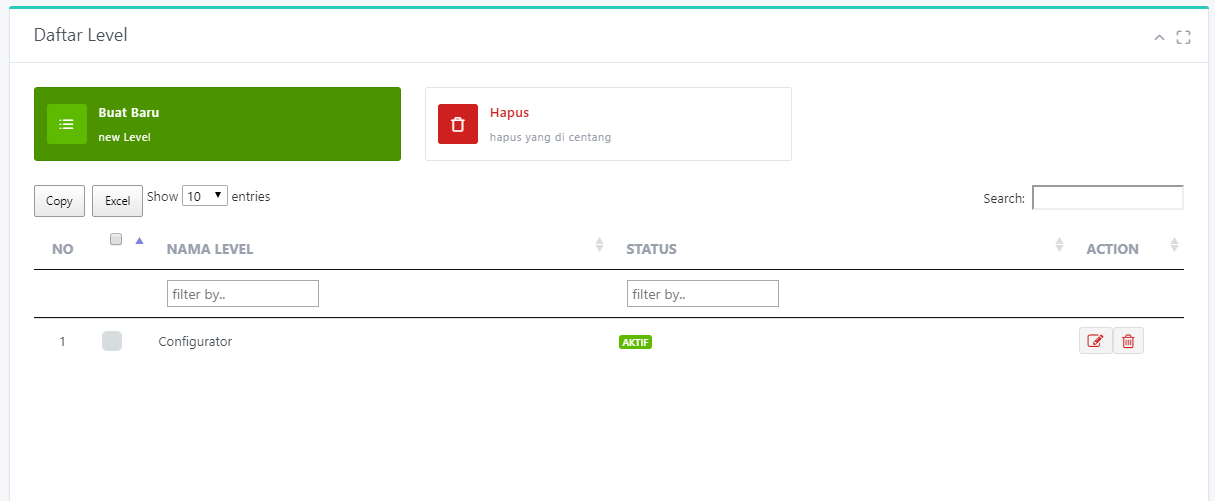 Daftar Level
Buat Baru
new Level
Hapus
hapus yang di centang
Copy Excel Show 10 entries Search:
NO NAMA LEVEL STATUS ACTION
filter by.. filter by..
1 Configurator AKTIF